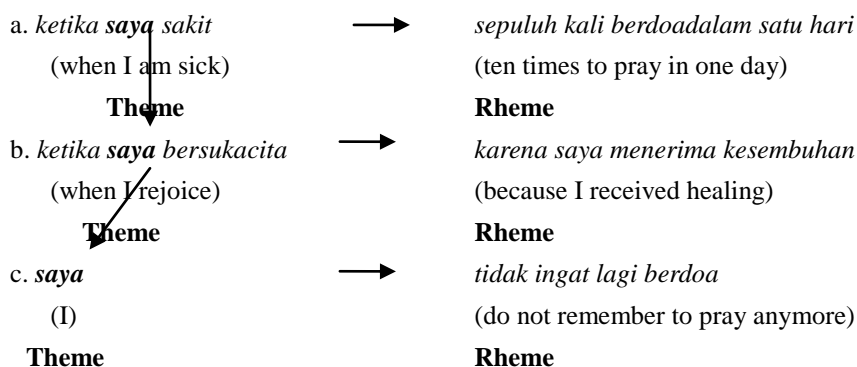 a. ketika saya sakit sepuluh kali berdoadalam satu hari
(when I am sick) (ten times to pray in one day)
Theme Rheme
b. ketika saya bersukacita karena saya menerima kesembuhan
(when I rejoice) (because I received healing)
Theme Rheme
c. saya tidak ingat lagi berdoa
(I) (do not remember to pray anymore)
Theme Rheme